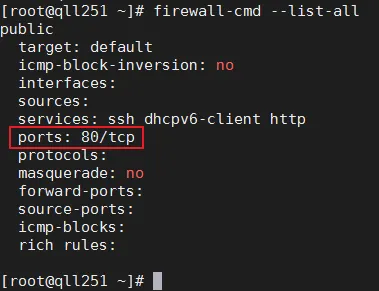 [root@qll251 ~]# firewall-cmd --list-all
public
  target: default
  icmp-block-inversion: no
  interfaces:
  sources:
  services: ssh dhcpv6-client http
  ports: 80/tcp
  protocols:
  masquerade: no
  forward-ports:
  source-ports:
  icmp-blocks:
  rich rules:
[root@qll251 ~]#